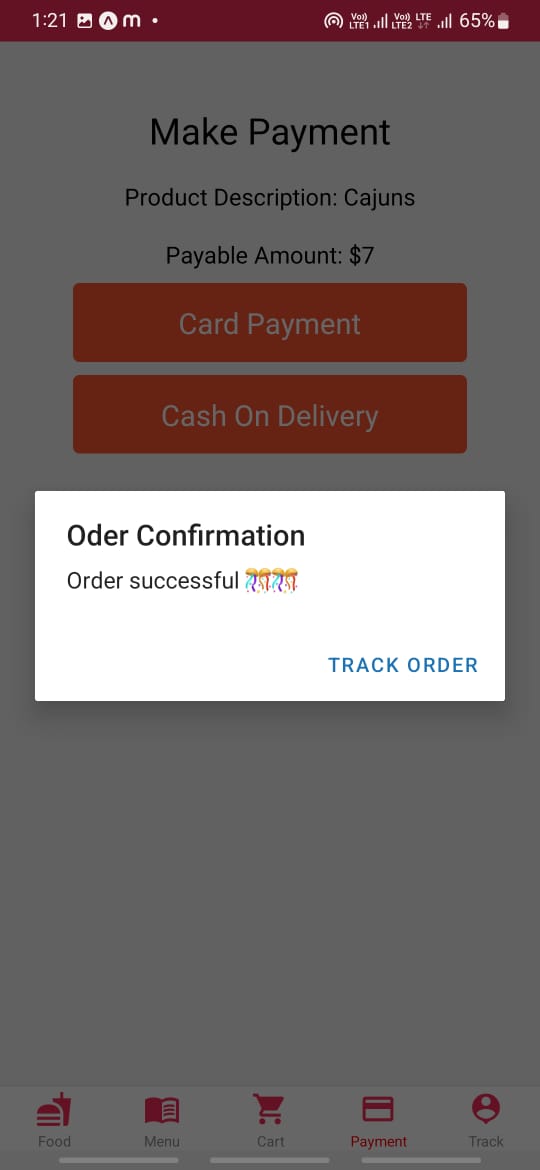 1:21 m
Vo) LTE1 Vo) LTE2 LTE 65%
Make Payment
Product Description: Cajuns
Payable Amount: $7
Card Payment
Cash On Delivery
Oder Confirmation
Order successful 🎊🎊
TRACK ORDER
Food Menu Cart Payment Track